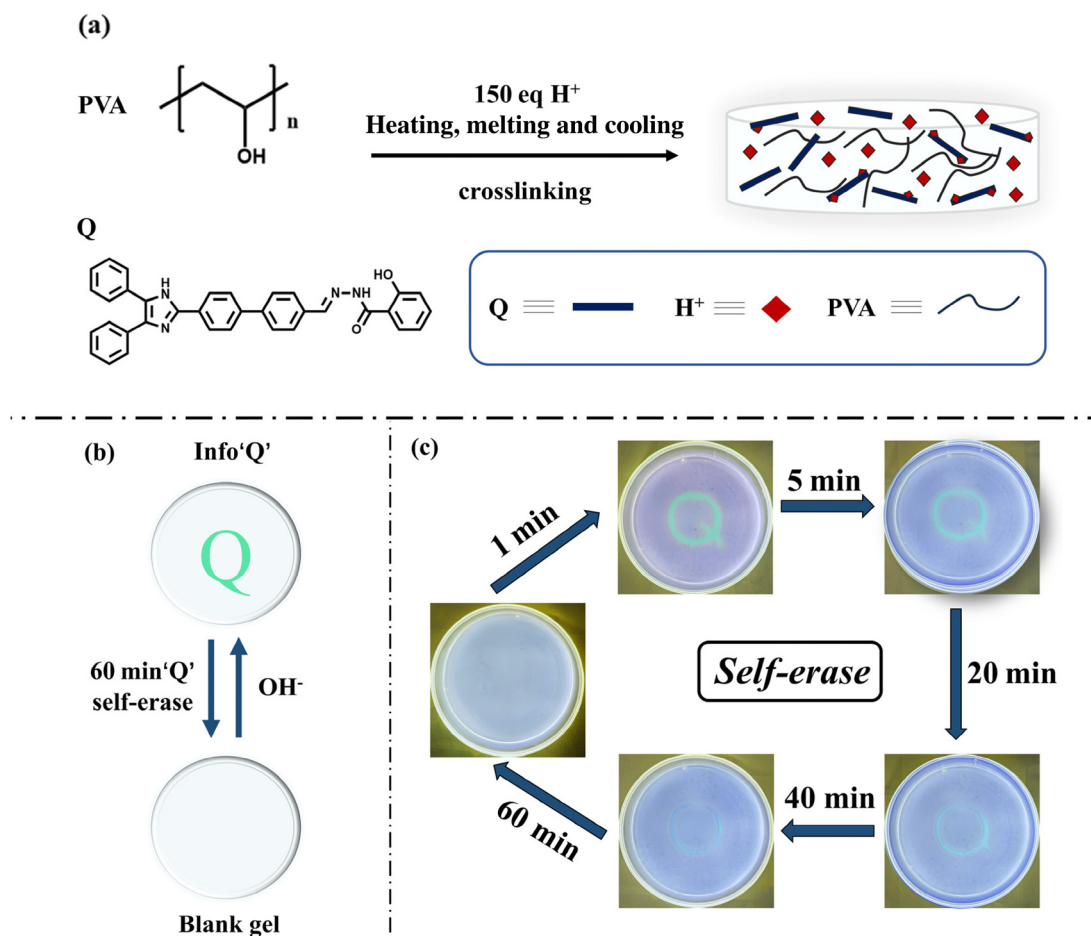 (a)
PVA
n
OH
150 eq H⁺
Heating, melting and cooling
crosslinking
Q
H
N
N
N
NH
O
HO
Q
H⁺
PVA
(b)
Info‘Q’
Q
60 min‘Q’
self-erase
OH⁻
Blank gel
(c)
1 min
Q
5 min
Q
Self-erase
20 min
Q
40 min
60 min